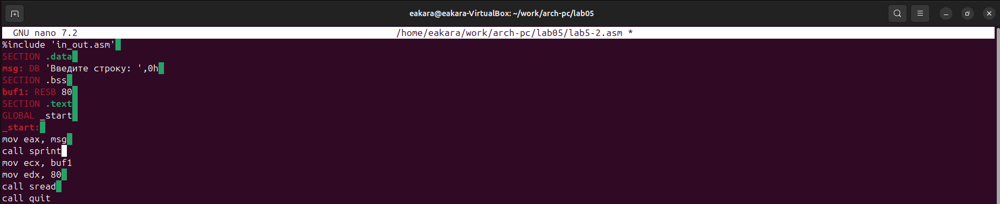 eakara@eakara-VirtualBox: ~/work/arch-pc/lab05
GNU nano 7.2 /home/eakara/work/arch-pc/lab05/lab5-2.asm *
%include 'in_out.asm'
SECTION .data
msg: DB 'Введите строку: ',0h
SECTION .bss
buf1: RESB 80
SECTION .text
GLOBAL _start
_start:
mov eax, msg
call sprint
mov ecx, buf1
mov edx, 80
call sread
call quit